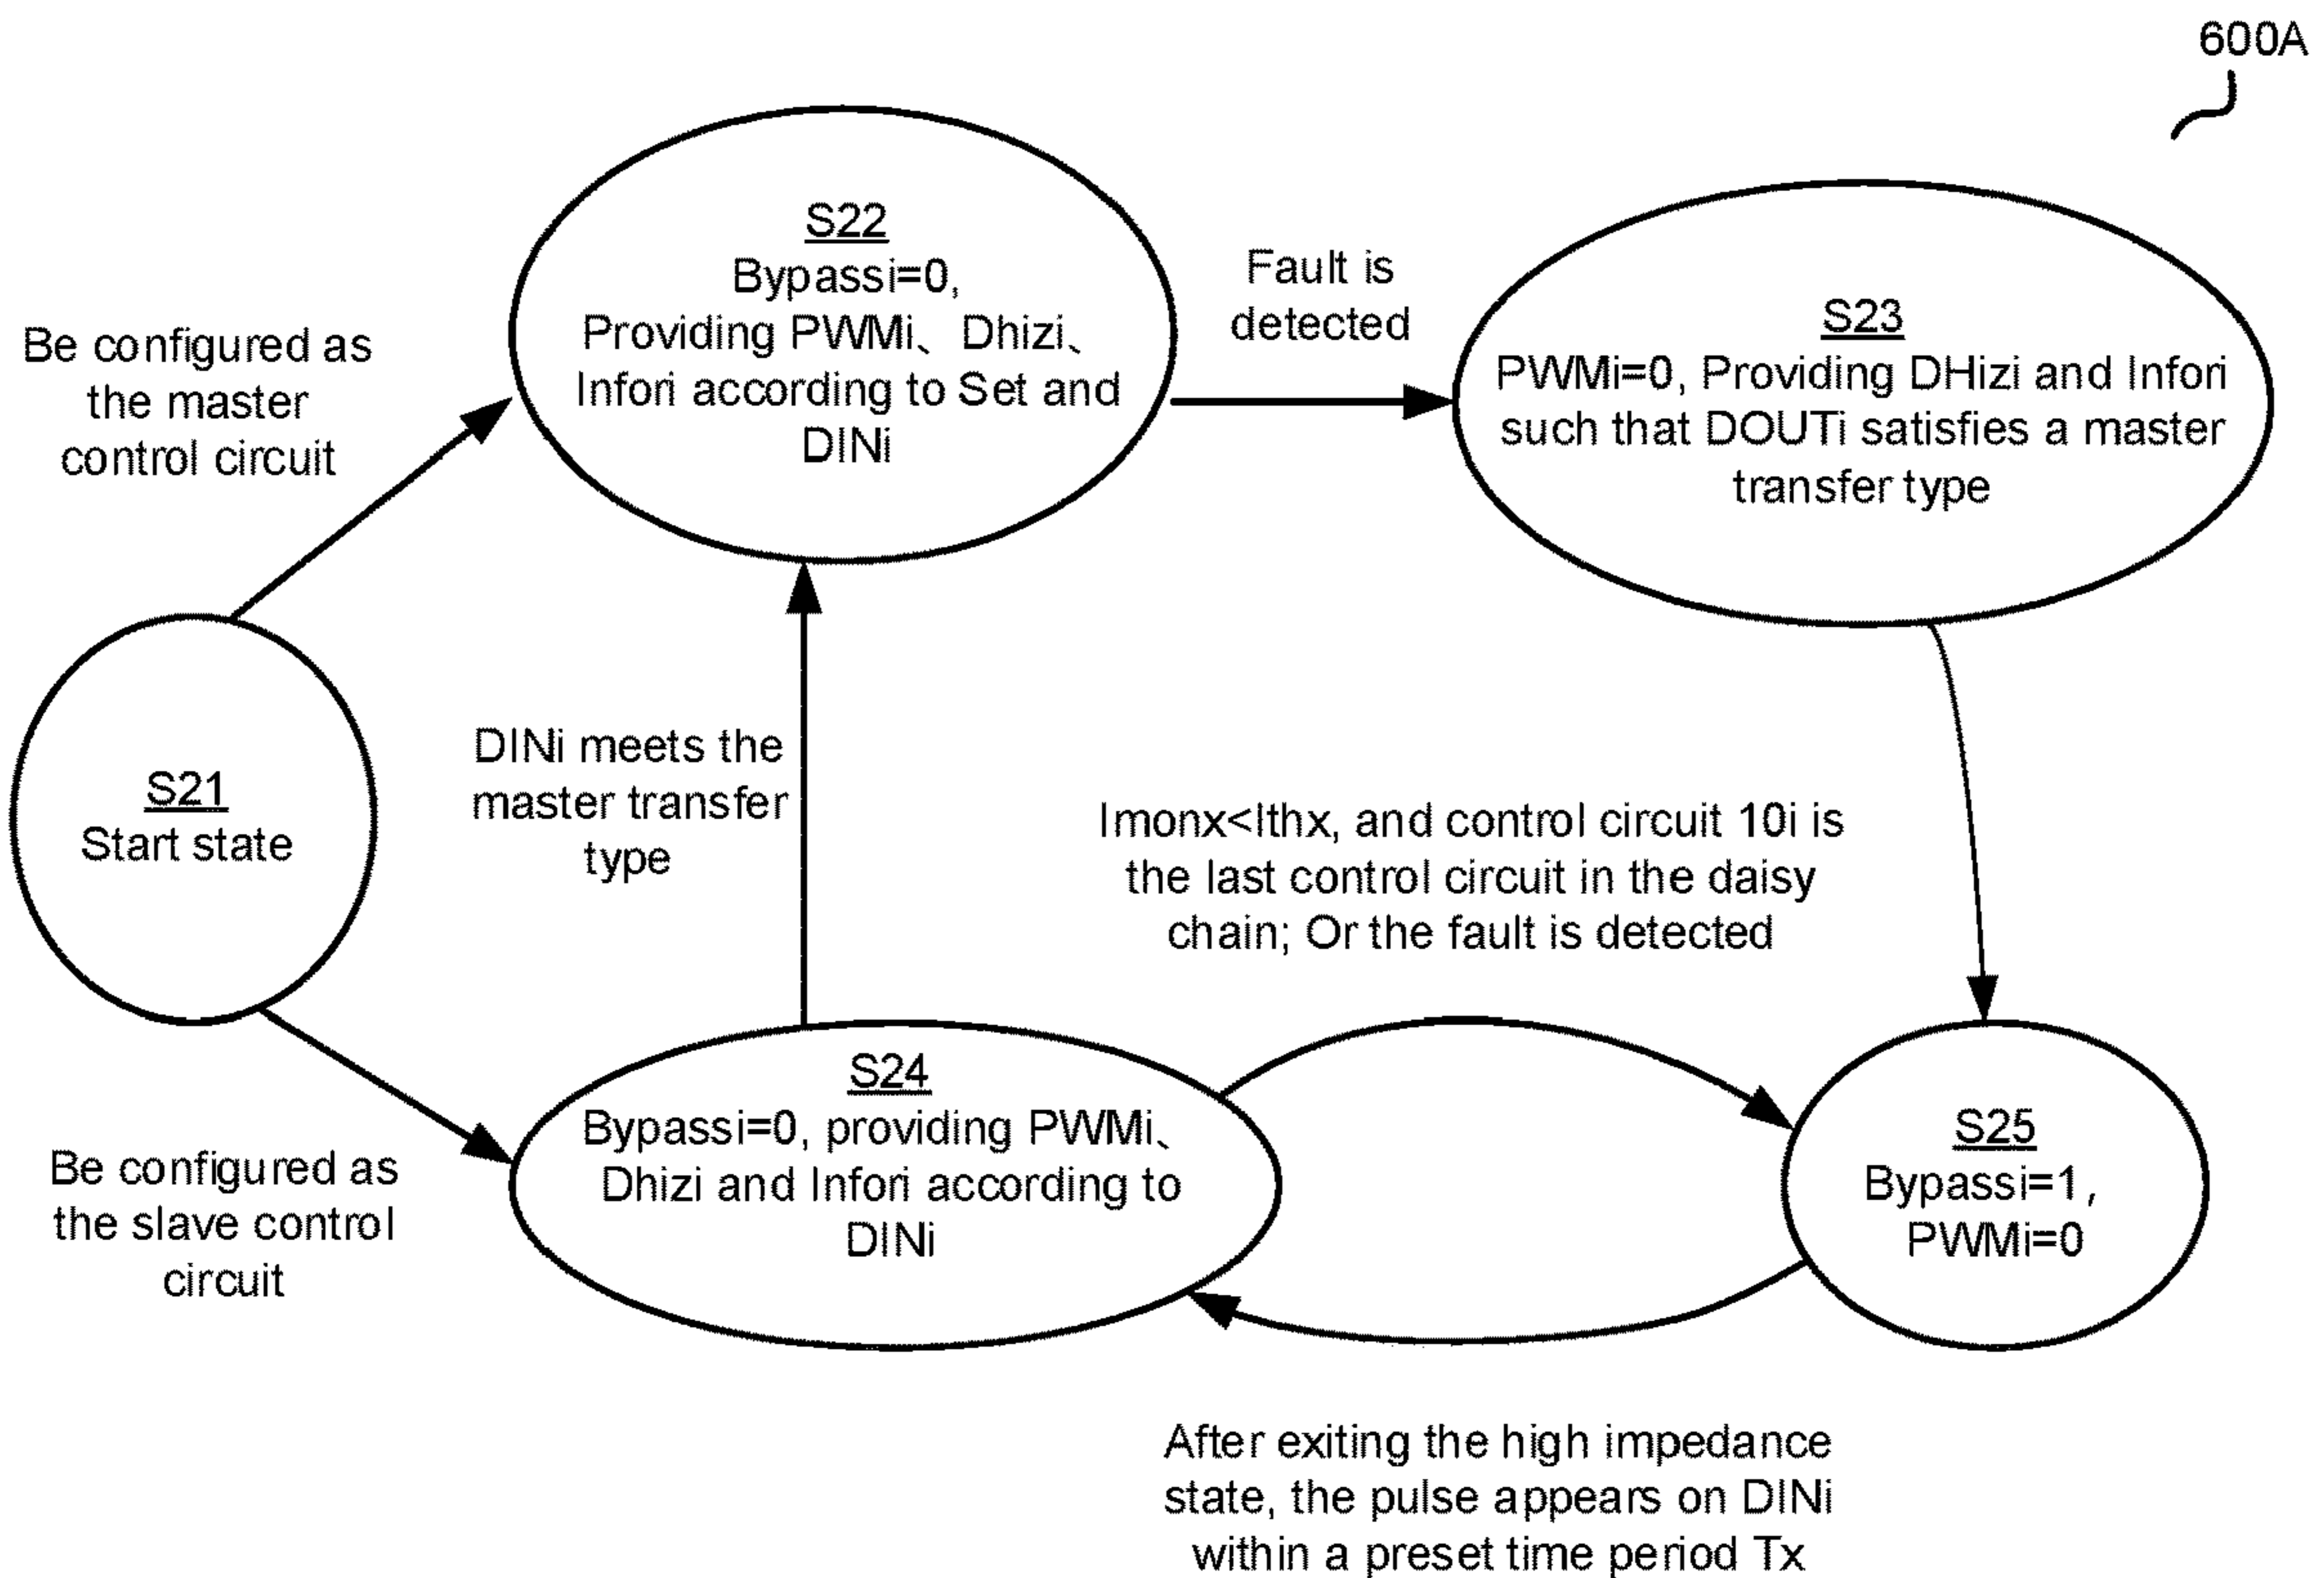 600A
S22
Bypassi=0,
Providing PWMi、Dhizi、
Infori according to Set and
DINi
Fault is
detected
S23
PWMi=0, Providing DHizi and Infori
such that DOUTi satisfies a master
transfer type
Be configured as
the master
control circuit
S21
Start state
DINi meets the
master transfer
type
Imonx<Ithx, and control circuit 10i is
the last control circuit in the daisy
chain; Or the fault is detected
Be configured as
the slave control
circuit
S24
Bypassi=0, providing PWMi、
Dhizi and Infori according to
DINi
S25
Bypassi=1,
PWMi=0
After exiting the high impedance
state, the pulse appears on DINi
within a preset time period Tx